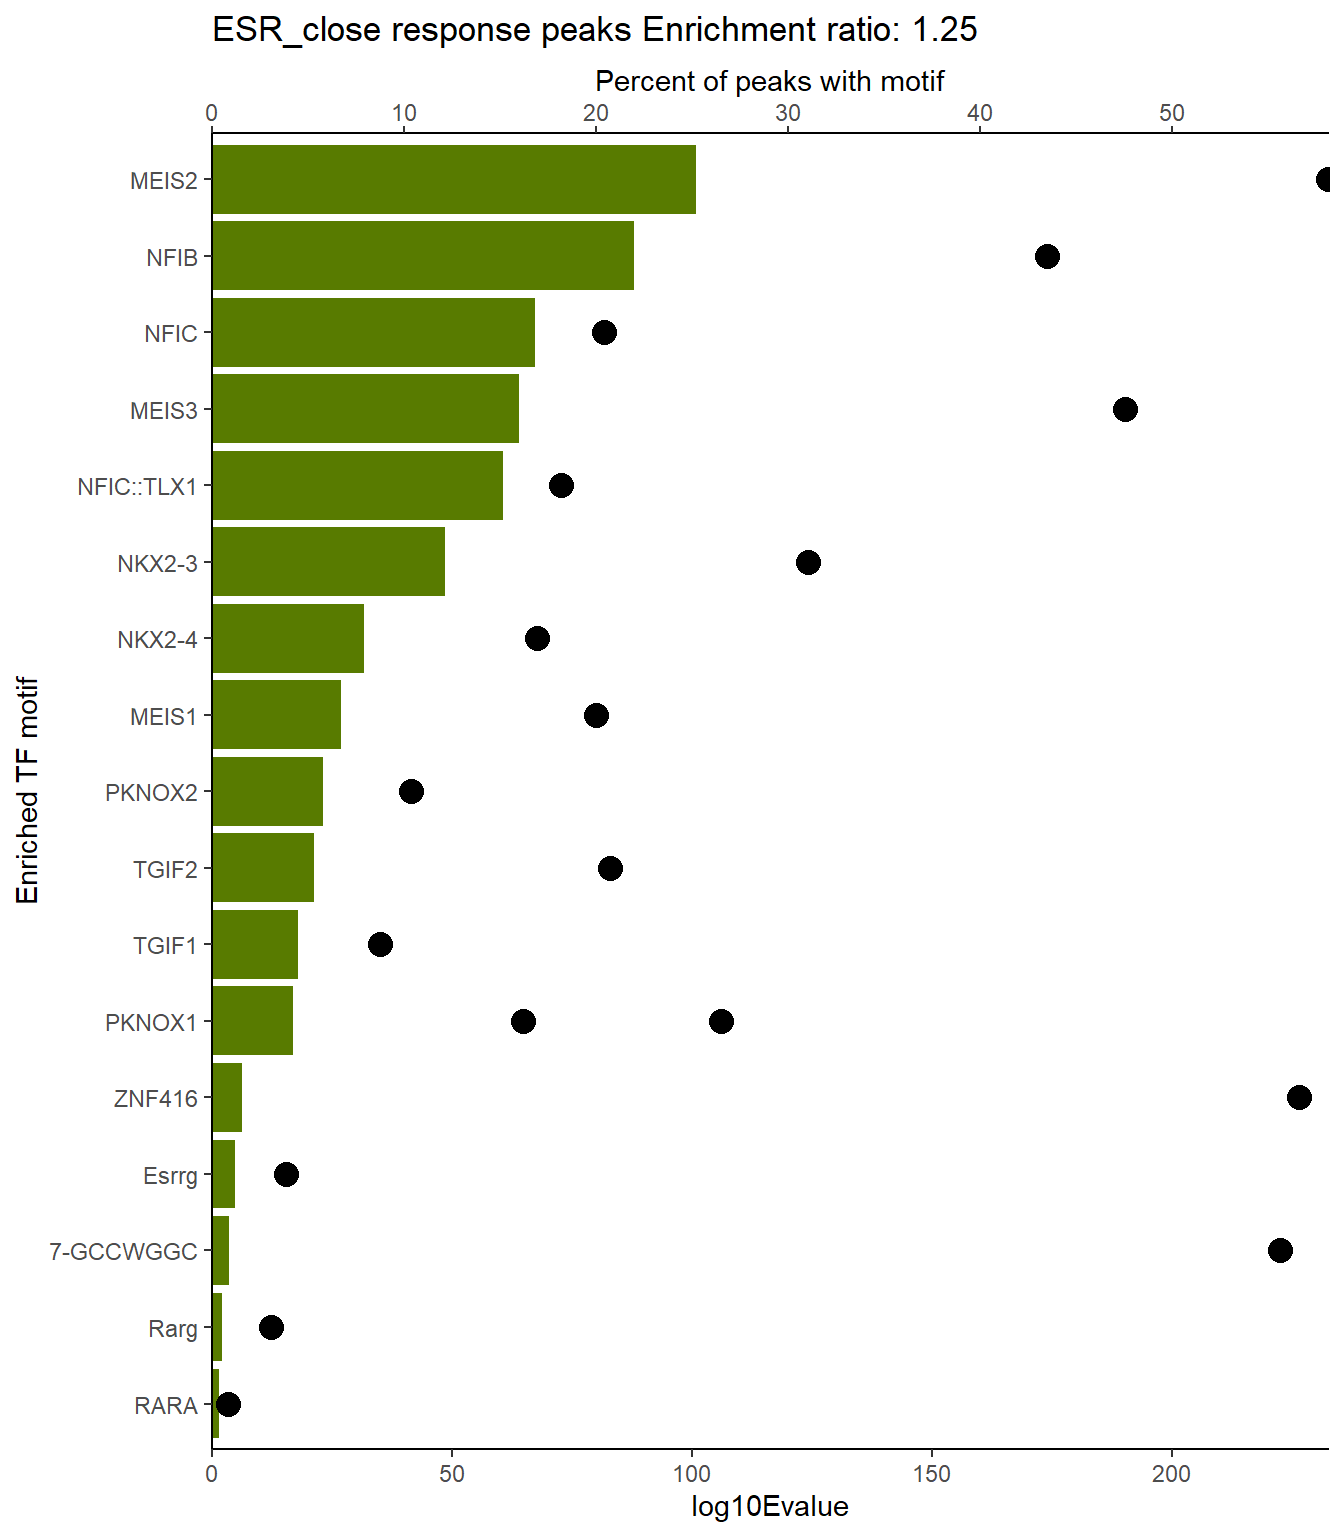 ESR_close response peaks Enrichment ratio: 1.25
Percent of peaks with motif
0 10 20 30 40 50
MEIS2
NFIB
NFIC
MEIS3
NFIC::TLX1
NKX2-3
NKX2-4
MEIS1
PKNOX2
TGIF2
TGIF1
PKNOX1
ZNF416
Esrrg
7-GCCWGGC
Rarg
RARA
Enriched TF motif
0 50 100 150 200
log10Evalue